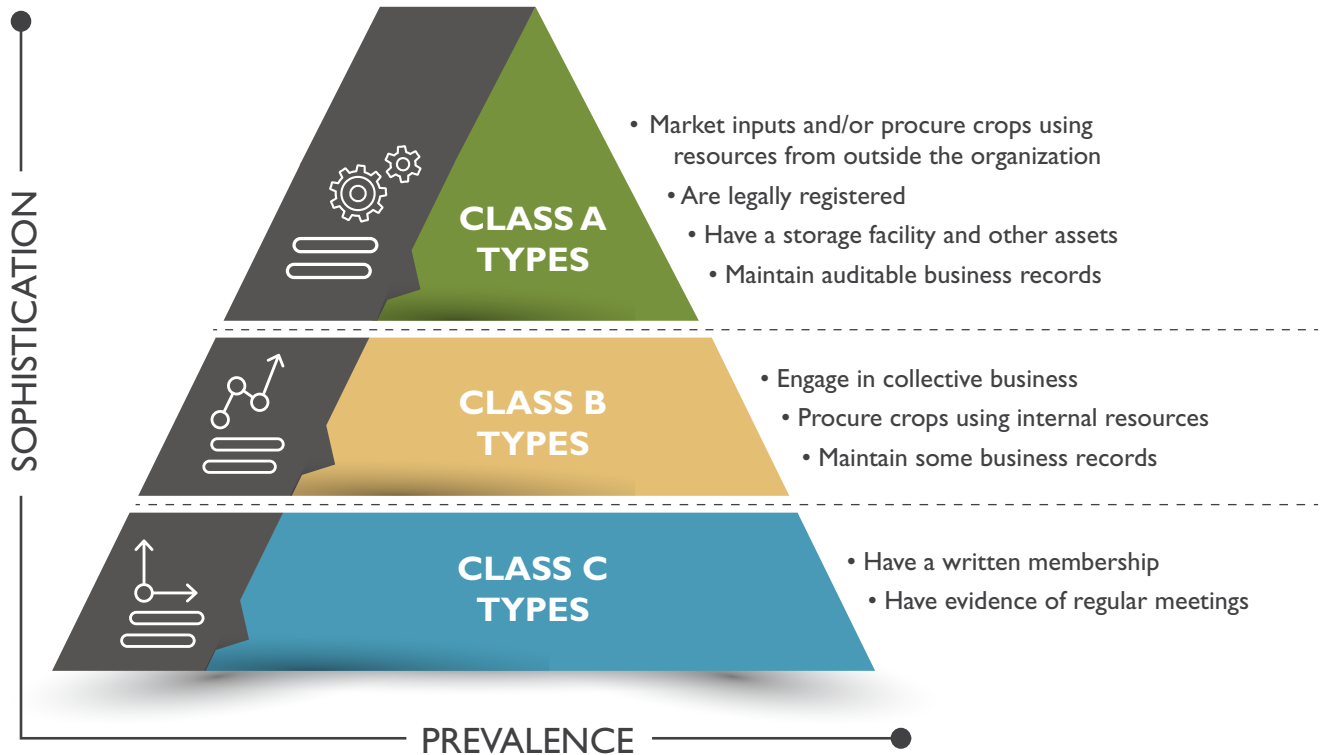 SOPHISTICATION
CLASS A
TYPES
• Market inputs and/or procure crops using
resources from outside the organization
• Are legally registered
• Have a storage facility and other assets
• Maintain auditable business records
CLASS B
TYPES
• Engage in collective business
• Procure crops using internal resources
• Maintain some business records
CLASS C
TYPES
• Have a written membership
• Have evidence of regular meetings
PREVALENCE